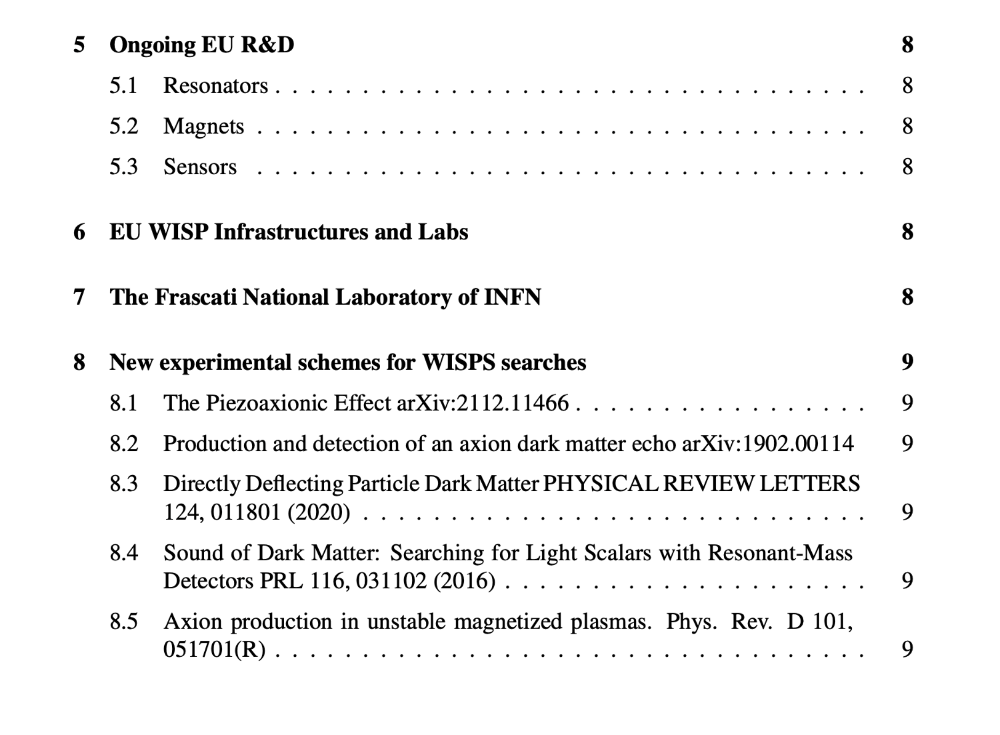 5 Ongoing EU R&D 8
5.1 Resonators . . . . . . . . . . . . . . . . . . . . . . . . . . . . . . . . . . 8
5.2 Magnets . . . . . . . . . . . . . . . . . . . . . . . . . . . . . . . . . . . 8
5.3 Sensors . . . . . . . . . . . . . . . . . . . . . . . . . . . . . . . . . . . 8
6 EU WISP Infrastructures and Labs 8
7 The Frascati National Laboratory of INFN 8
8 New experimental schemes for WISPS searches 9
8.1 The Piezoaxionic Effect arXiv:2112.11466 . . . . . . . . . . . . . . . . . 9
8.2 Production and detection of an axion dark matter echo arXiv:1902.00114 9
8.3 Directly Deflecting Particle Dark Matter PHYSICAL REVIEW LETTERS
124, 011801 (2020) . . . . . . . . . . . . . . . . . . . . . . . . . . . . . 9
8.4 Sound of Dark Matter: Searching for Light Scalars with Resonant-Mass
Detectors PRL 116, 031102 (2016) . . . . . . . . . . . . . . . . . . . . . 9
8.5 Axion production in unstable magnetized plasmas. Phys. Rev. D 101,
051701(R) . . . . . . . . . . . . . . . . . . . . . . . . . . . . . . . . . . 9